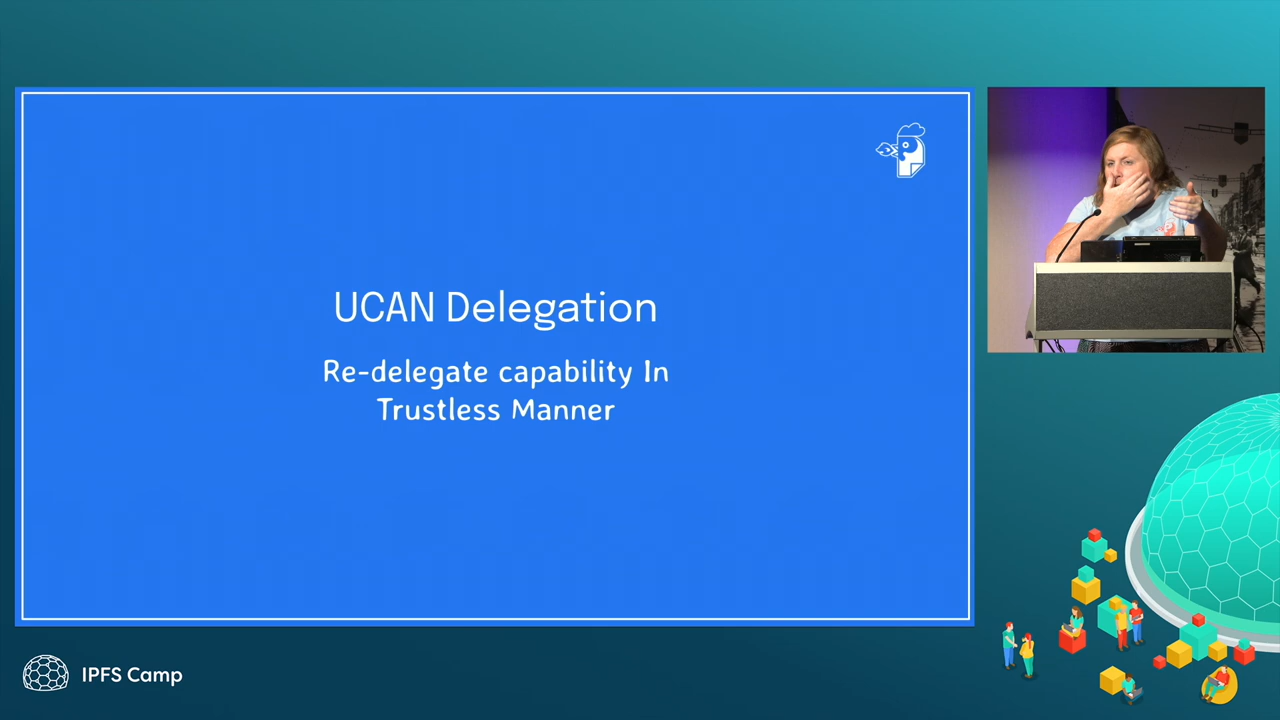 UCAN Delegation
Re-delegate capability In
Trustless Manner
IPFS Camp